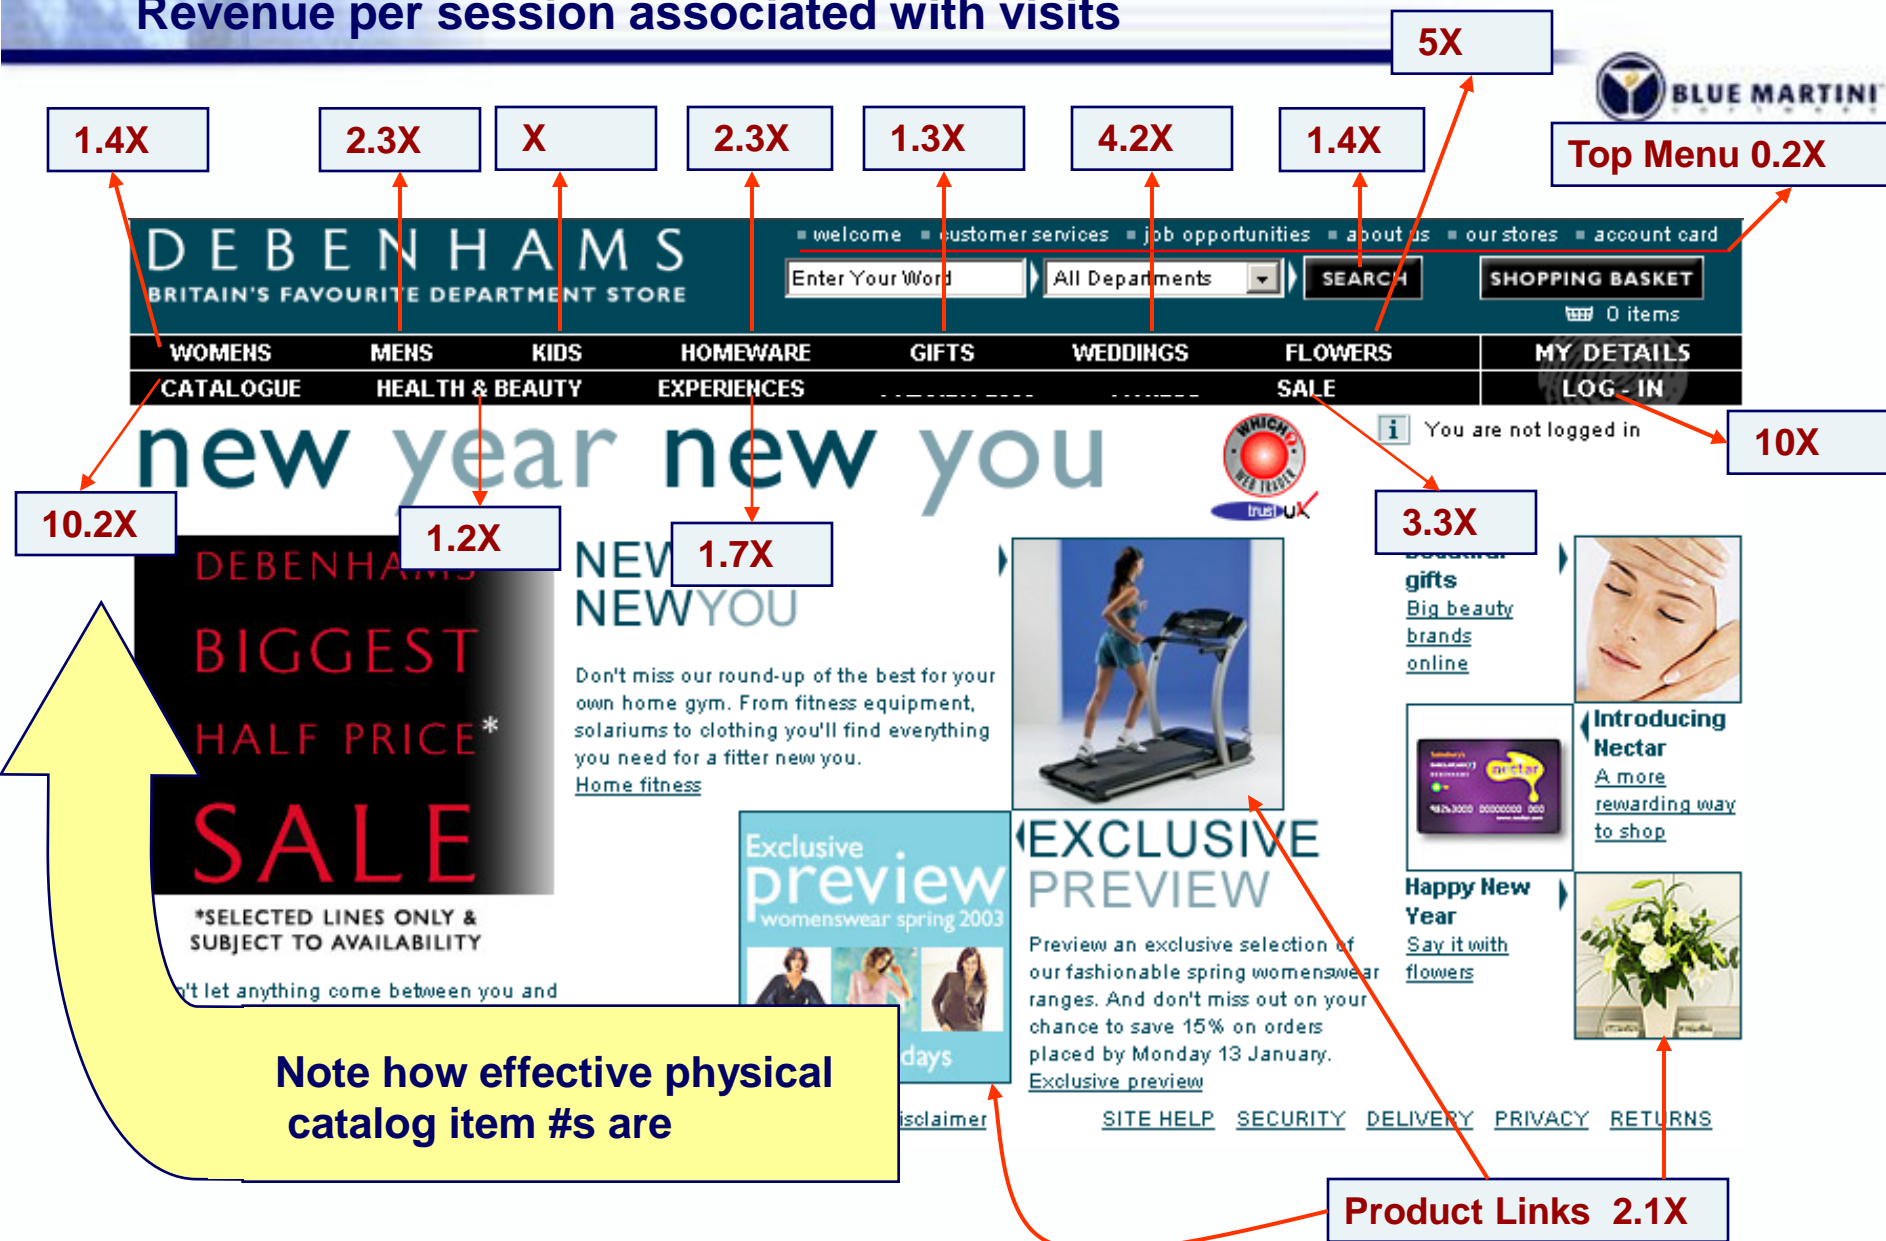 Revenue per session associated with visits
5X
BLUE MARTINI
1.4X
2.3X
X
2.3X
1.3X
4.2X
1.4X
Top Menu 0.2X
DEBENHAMS
BRITAIN'S FAVOURITE DEPARTMENT STORE
welcome customer services job opportunities about us our stores account card
Enter Your Word All Departments SEARCH SHOPPING BASKET
0 items
WOMENS MENS KIDS HOMEWARE GIFTS WEDDINGS FLOWERS MY DETAILS
CATALOGUE HEALTH & BEAUTY EXPERIENCES SALE LOG-IN
new year new you
WHICH?
WEB TRADER
trust UK
i You are not logged in
10X
10.2X
1.2X
1.7X
3.3X
DEBENHAMS
BIGGEST
HALF PRICE*
SALE
*SELECTED LINES ONLY &
SUBJECT TO AVAILABILITY
let anything come between you and
NEWYOU
Don't miss our round-up of the best for your
own home gym. From fitness equipment,
solariums to clothing you'll find everything
you need for a fitter new you.
Home fitness
Exclusive
preview
womenswear spring 2003
days
EXCLUSIVE
PREVIEW
Preview an exclusive selection of
our fashionable spring womenswear
ranges. And don't miss out on your
chance to save 15% on orders
placed by Monday 13 January.
Exclusive preview
gifts
Big beauty
brands
online
Introducing
Nectar
A more
rewarding way
to shop
nectar
Happy New
Year
Say it with
flowers
Note how effective physical
catalog item #s are
SITE HELP SECURITY DELIVERY PRIVACY RETURNS
Product Links 2.1X